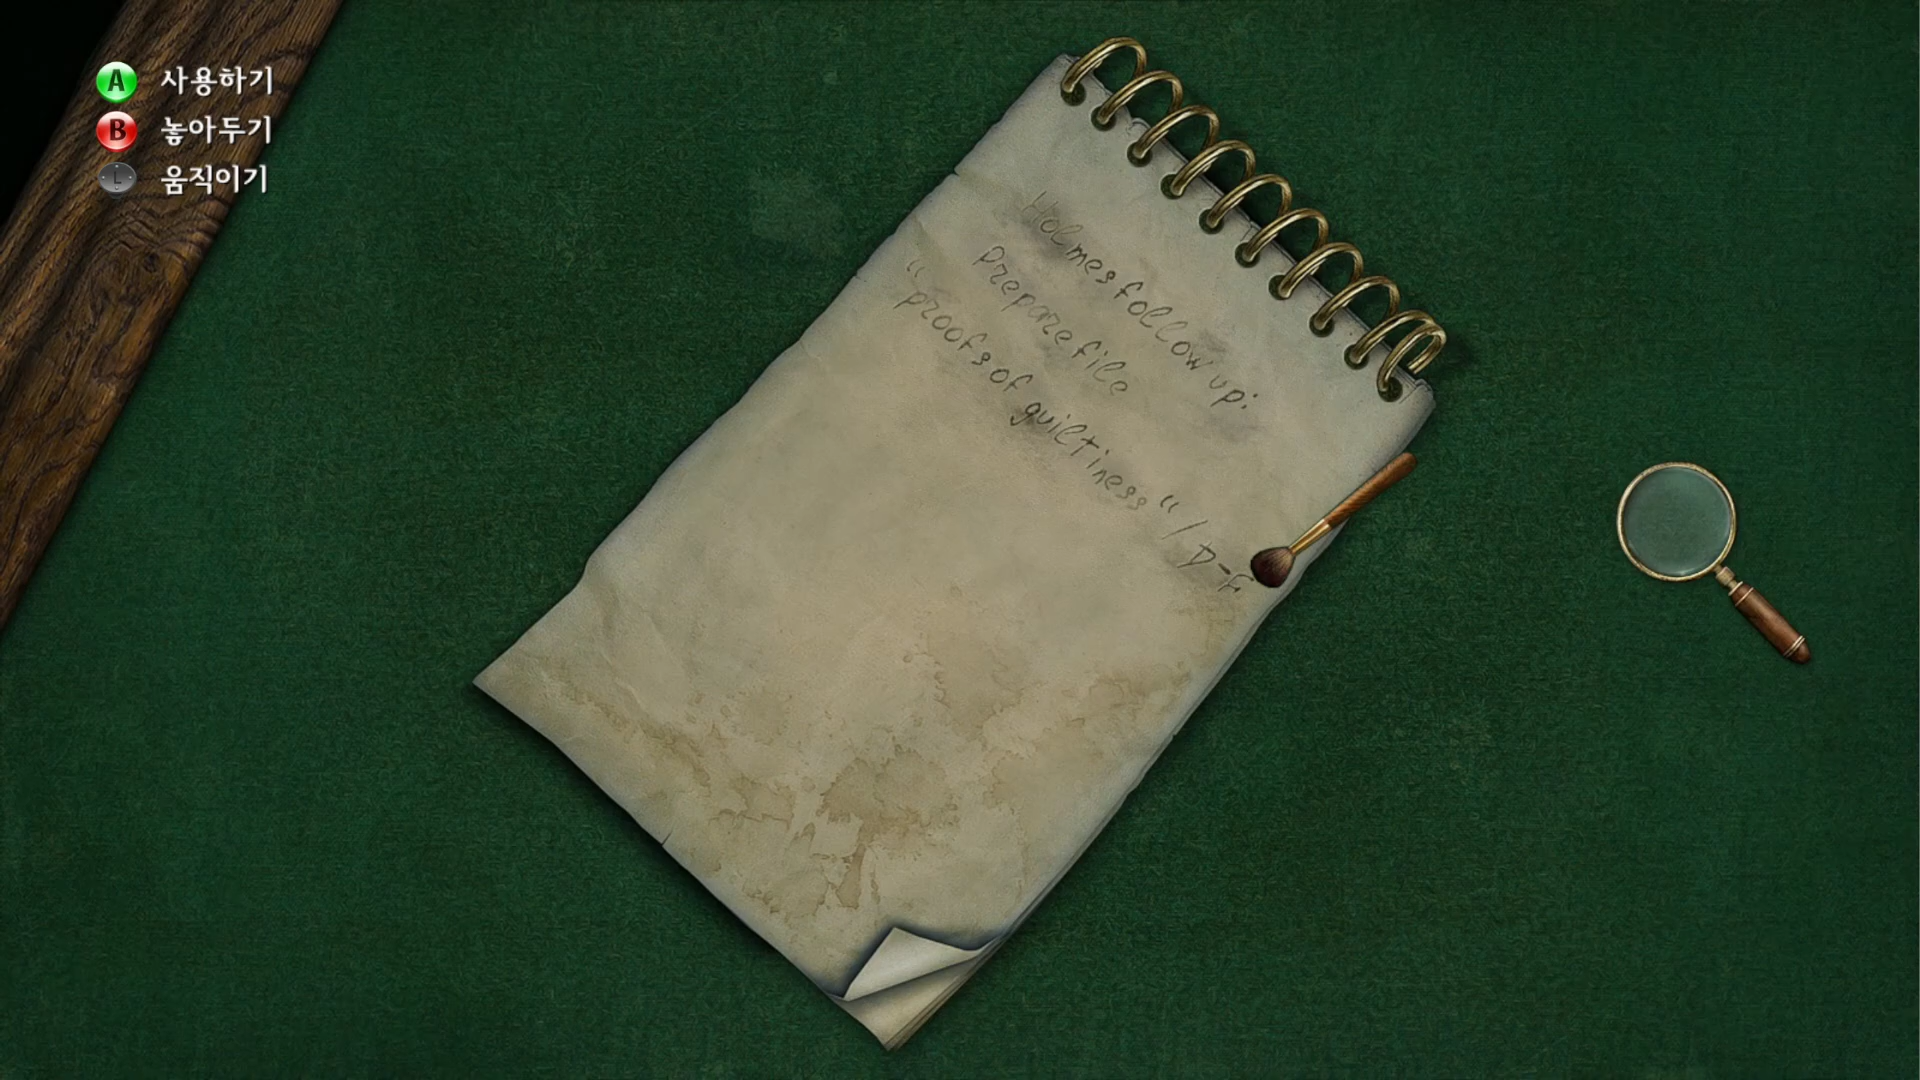 A 사용하기
B 놓아두기
L 움직이기
Holmes follow up:
Prepare file
"proofs of guiltiness" / D-F